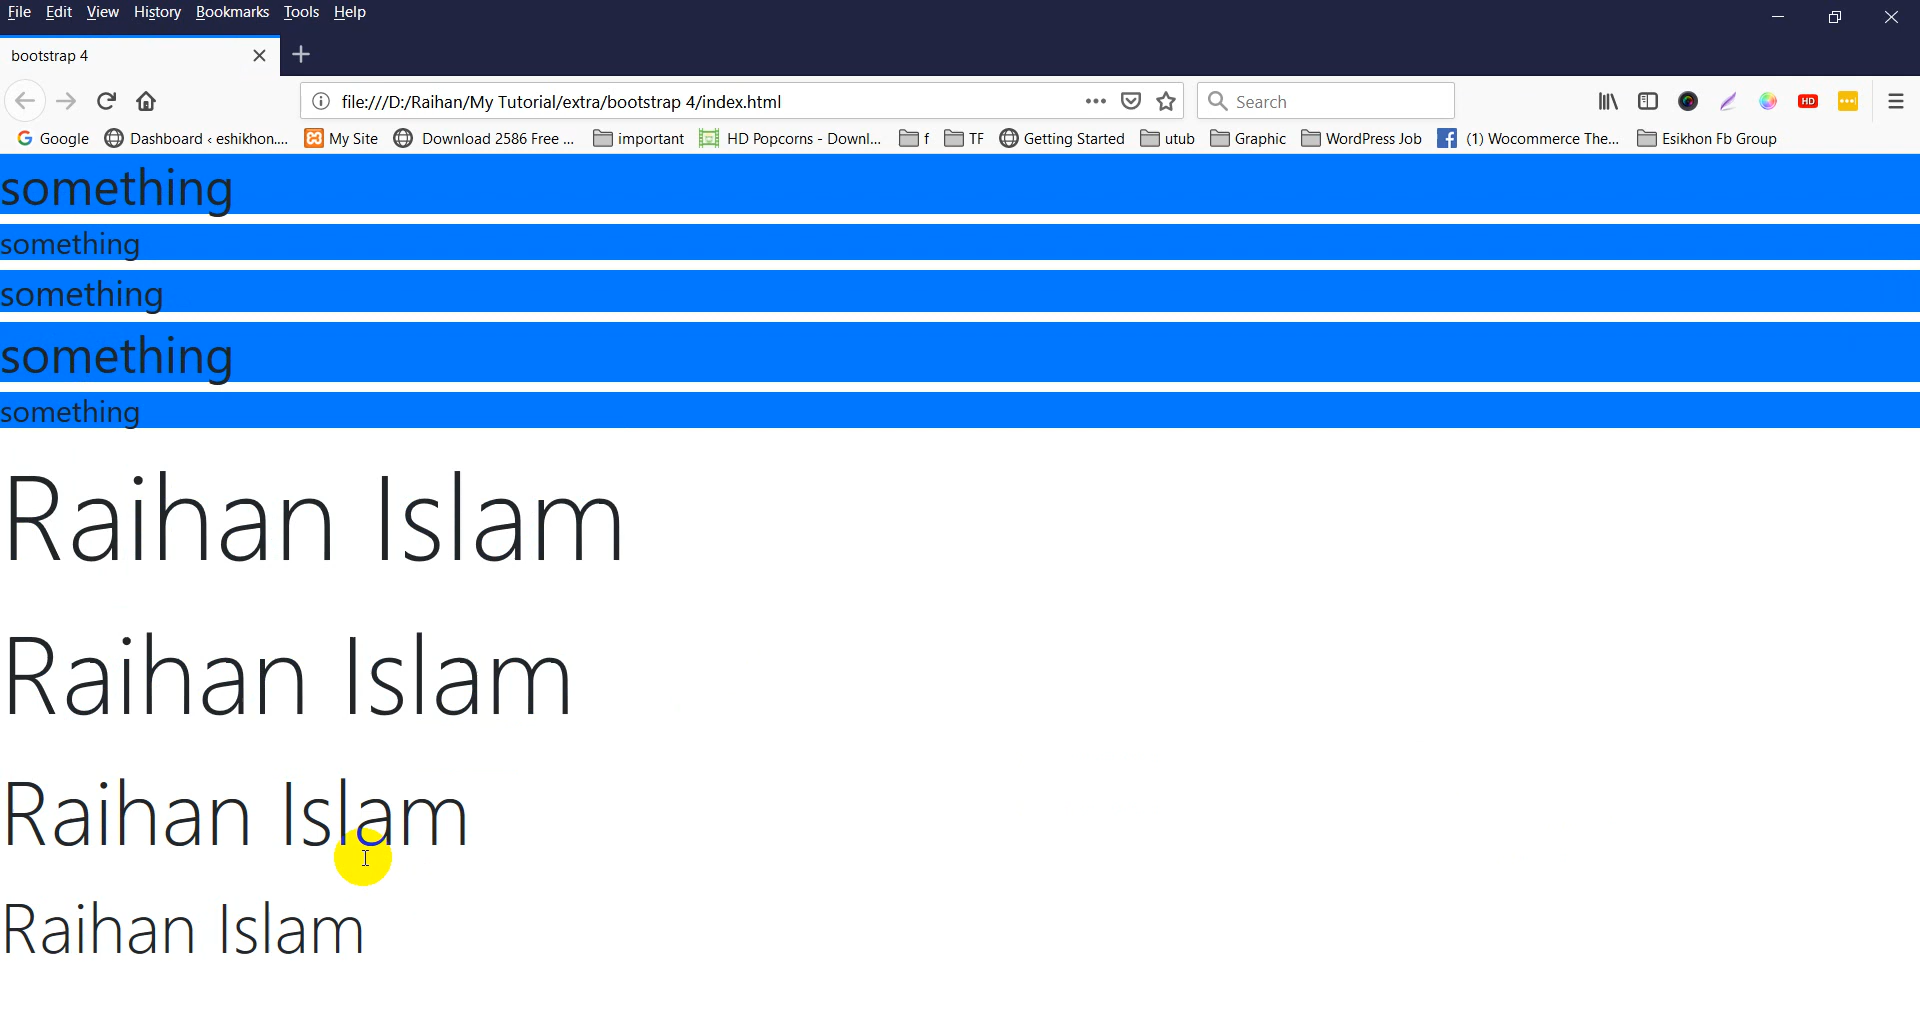 File Edit View History Bookmarks Tools Help
bootstrap 4
file:///D:/Raihan/My Tutorial/extra/bootstrap 4/index.html
Search
HD
Google Dashboard ‹ eshikhon.... My Site Download 2586 Free ... important HD Popcorns - Downl... f TF Getting Started utub Graphic WordPress Job (1) Wocommerce The... Esikhon Fb Group
something
something
something
something
something
Raihan Islam
Raihan Islam
Raihan Islam
Raihan Islam